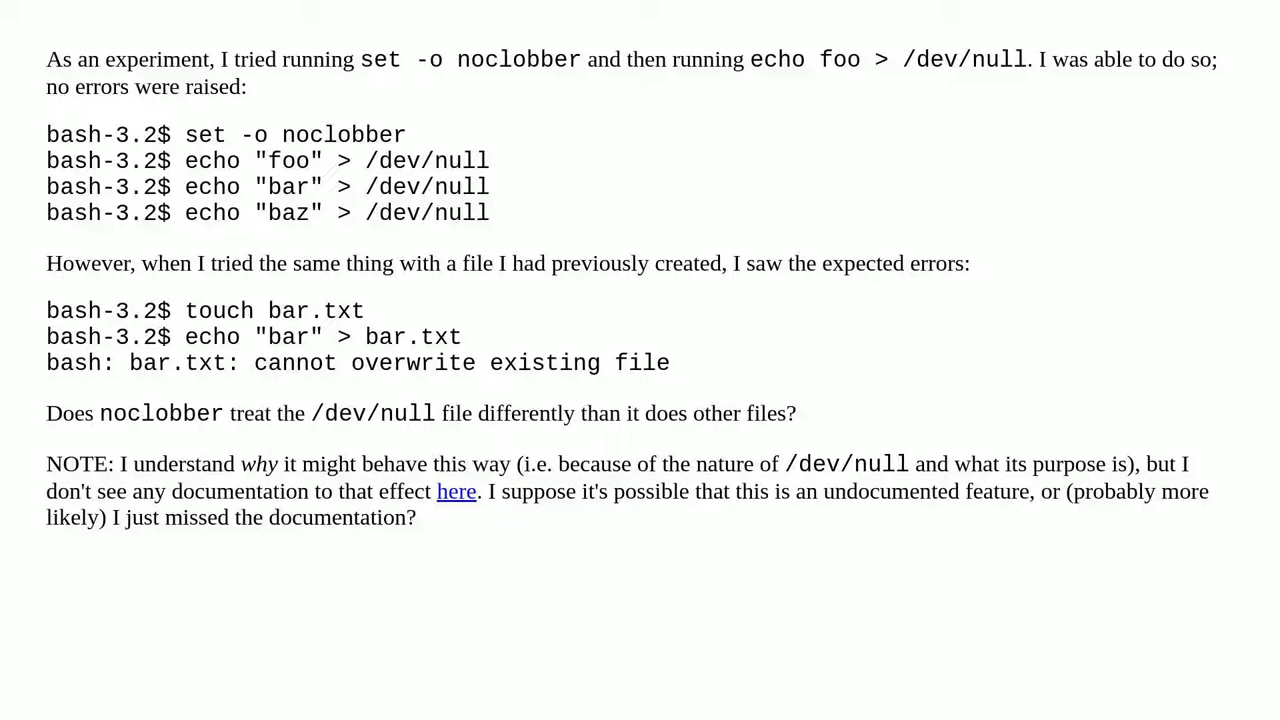 As an experiment, I tried running set -o noclobber and then running echo foo > /dev/null. I was able to do so;
no errors were raised:
bash-3.2$ set -o noclobber
bash-3.2$ echo "foo" > /dev/null
bash-3.2$ echo "bar" > /dev/null
bash-3.2$ echo "baz" > /dev/null
However, when I tried the same thing with a file I had previously created, I saw the expected errors:
bash-3.2$ touch bar.txt
bash-3.2$ echo "bar" > bar.txt
bash: bar.txt: cannot overwrite existing file
Does noclobber treat the /dev/null file differently than it does other files?
NOTE: I understand why it might behave this way (i.e. because of the nature of /dev/null and what its purpose is), but I
don't see any documentation to that effect here. I suppose it's possible that this is an undocumented feature, or (probably more
likely) I just missed the documentation?